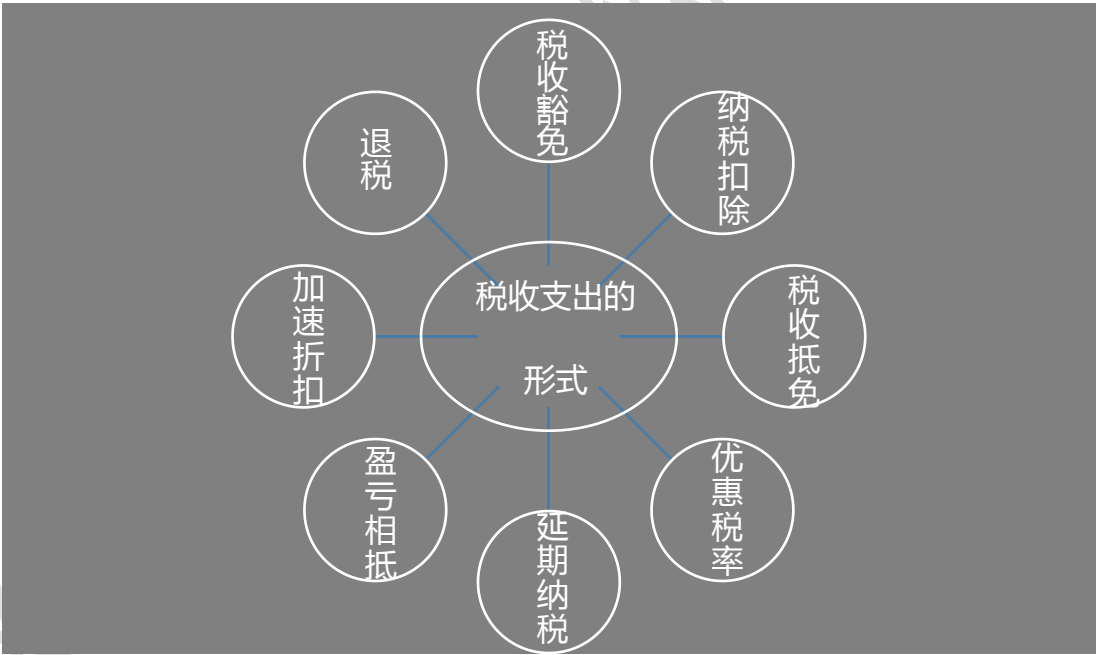 税收豁免
纳税扣除
退税
税收支出的
形式
加速折扣
税收抵免
盈亏相抵
优惠税率
延期纳税